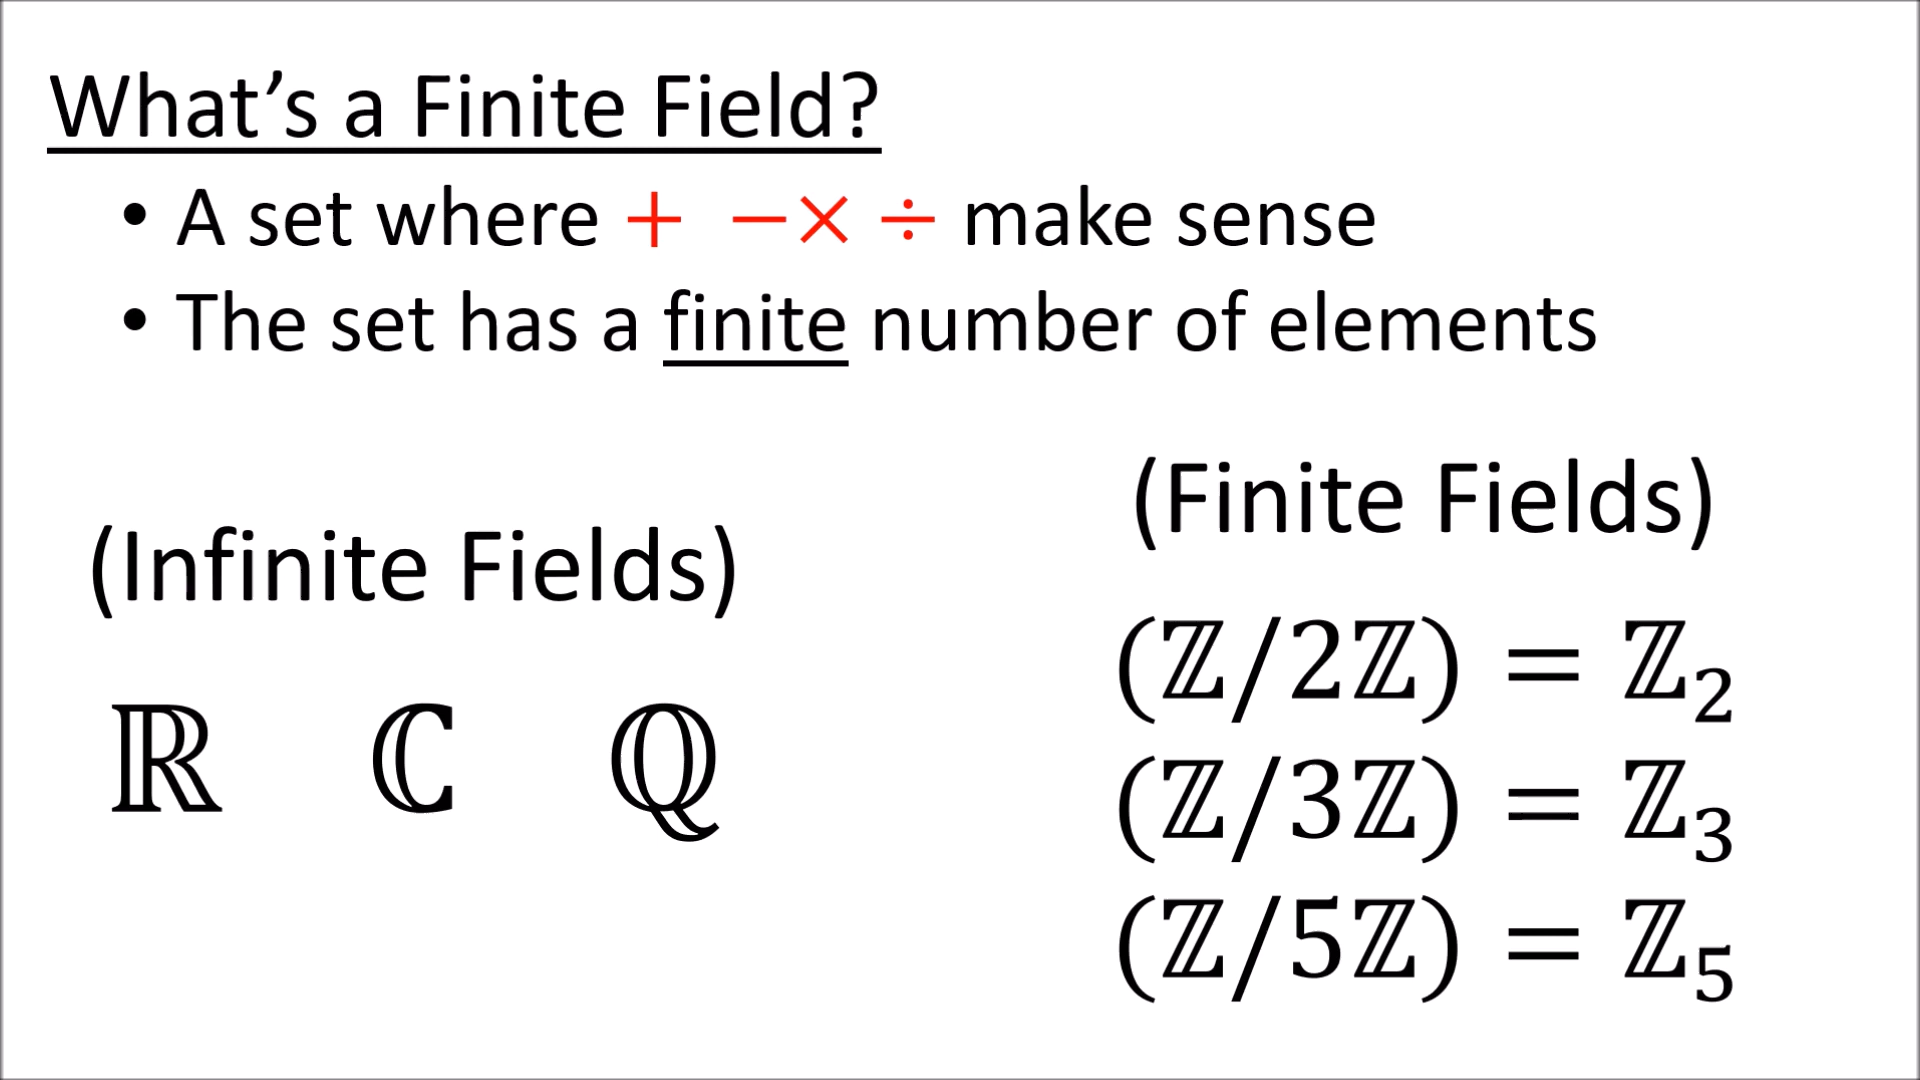 What’s a Finite Field?
• A set where + − × ÷ make sense
• The set has a finite number of elements
(Infinite Fields)
ℝ ℂ ℚ
(Finite Fields)
(ℤ/2ℤ) = ℤ₂
(ℤ/3ℤ) = ℤ₃
(ℤ/5ℤ) = ℤ₅